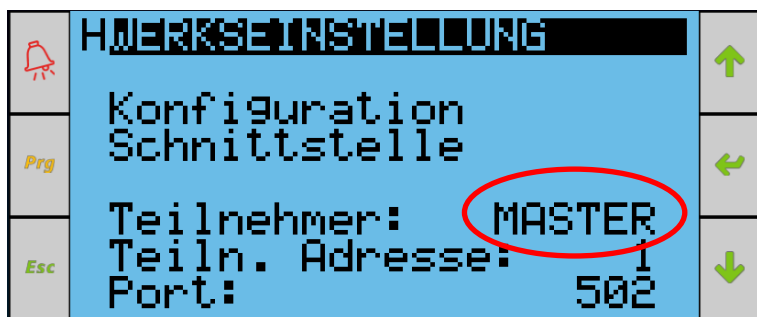 HWERKSEINSTELLUNG
Konfiguration
Schnittstelle
Prg
Teilnehmer: MASTER
Teiln. Adresse: 1
Esc
Port: 502